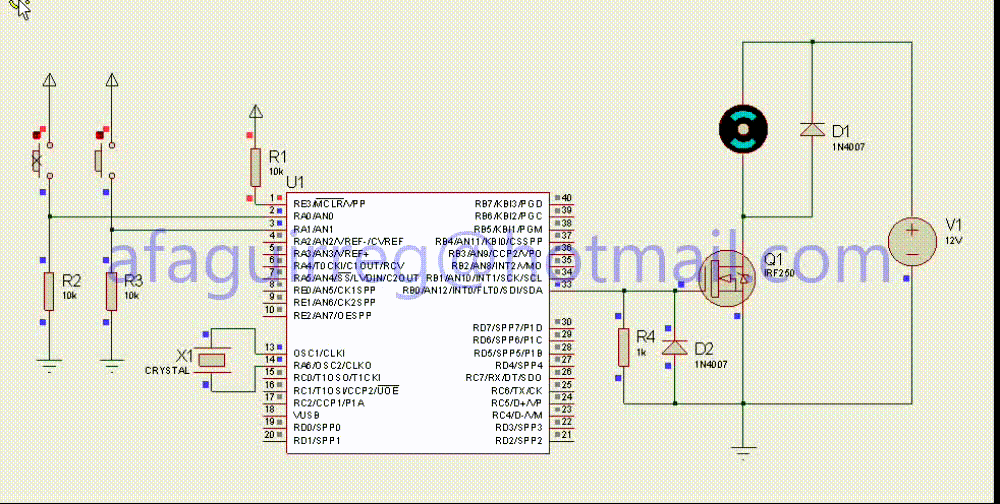 R1
10k
U1
R2
10k
R3
10k
X1
CRYSTAL
1
2
3
4
5
6
7
8
9
10
13
14
15
16
17
18
19
20
RE3/MCLR/VPP
RA0/AN0
RA1/AN1
RA2/AN2/VREF-/CVREF
RA3/AN3/VREF+
RA4/T0CKI/C1OUT/RCV
RA5/AN4/SS/LVDIN/C2OUT
RE0/AN5/CK1SPP
RE1/AN6/CK2SPP
RE2/AN7/OESPP
OSC1/CLKI
RA6/OSC2/CLKO
RC0/T1OSO/T1CKI
RC1/T1OSI/CCP2/UOE
RC2/CCP1/P1A
VUSB
RD0/SPP0
RD1/SPP1
RB7/KBI3/PGD
RB6/KBI2/PGC
RB5/KBI1/PGM
RB4/AN11/KBI0/CSSPP
RB3/AN9/CCP2/VPO
RB2/AN8/INT2/VMO
RB1/AN10/INT1/SCK/SCL
RB0/AN12/INT0/FLT0/SDI/SDA
RD7/SPP7/P1D
RD6/SPP6/P1C
RD5/SPP5/P1B
RD4/SPP4
RC7/RX/DT/SDO
RC6/TX/CK
RC5/D+/VP
RC4/D-/VM
RD3/SPP3
RD2/SPP2
40
39
38
37
36
35
34
33
30
29
28
27
26
25
24
23
22
21
R4
1k
D2
1N4007
Q1
IRF250
D1
1N4007
V1
12V
afaguirreg@hotmail.com